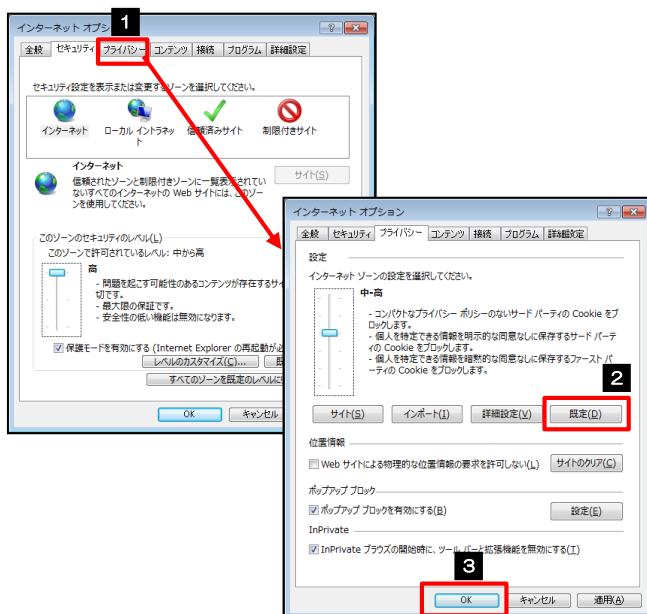 1
インターネット オプシ
全般 セキュリティ プライバシー コンテンツ 接続 プログラム 詳細設定
セキュリティ設定を表示または変更するゾーンを選択してください。
インターネット ローカル イントラネット 信頼済みサイト 制限付きサイト
インターネット
信頼されたゾーンと制限付きゾーンに一覧表示されてい
ないすべてのインターネットの Web サイトには、このゾー
ンを使用してください。
サイト(S)
このゾーンのセキュリティのレベル(L)
このゾーンで許可されているレベル: 中から高
高
- 問題を起こす可能性のあるコンテンツが存在するサイ
切です。
- 最大限の保証です。
- 安全性の低い機能は無効になります。
保護モードを有効にする (Internet Explorer の再起動が必
レベルのカスタマイズ(C)... 既
すべてのゾーンを既定のレベルに
OK キャンセル
インターネット オプション
全般 セキュリティ プライバシー コンテンツ 接続 プログラム 詳細設定
設定
インターネット ゾーンの設定を選択してください。
中-高
- コンパクトなプライバシー ポリシーのないサード パーティの Cookie をブ
ロックします。
- 個人を特定できる情報を明示的な同意なしに保存するサード パーテ
ィの Cookie をブロックします。
- 個人を特定できる情報を暗黙的な同意なしに保存するファースト パ
ーティの Cookie をブロックします。
2
サイト(S) インポート(I) 詳細設定(V) 既定(D)
位置情報
Web サイトによる物理的な位置情報の要求を許可しない(L) サイトのクリア(C)
ポップアップ ブロック
ポップアップ ブロックを有効にする(B) 設定(E)
InPrivate
InPrivate ブラウズの開始時に、ツール バーと拡張機能を無効にする(T)
3
OK キャンセル 適用(A)